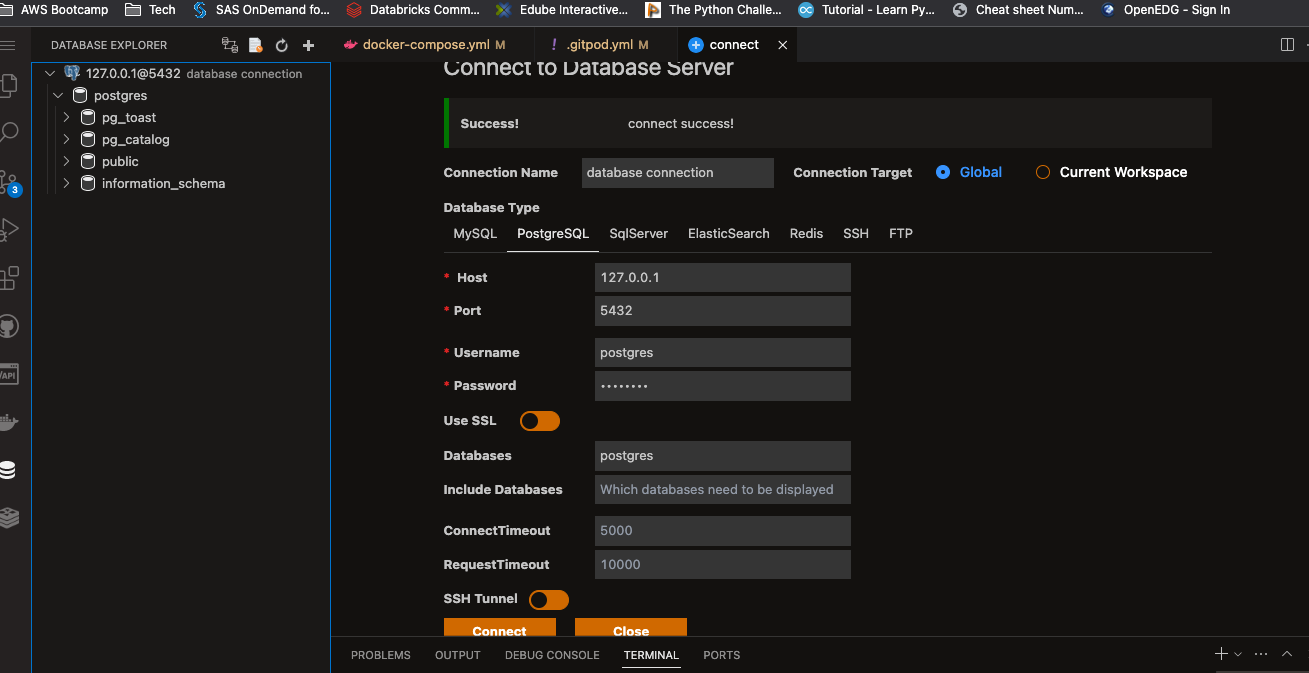 AWS Bootcamp Tech SAS OnDemand fo... Databricks Comm... Edube Interactive... The Python Challe... Tutorial - Learn Py... Cheat sheet Num... OpenEDG - Sign In
DATABASE EXPLORER
docker-compose.yml M ! .gitpod.yml M connect
127.0.0.1@5432 database connection
postgres
pg_toast
pg_catalog
public
information_schema
3
API
Connect to Database Server
Success! connect success!
Connection Name database connection Connection Target Global Current Workspace
Database Type
MySQL PostgreSQL SqlServer ElasticSearch Redis SSH FTP
* Host 127.0.0.1
* Port 5432
* Username postgres
* Password ••••••••
Use SSL
Databases postgres
Include Databases Which databases need to be displayed
ConnectTimeout 5000
RequestTimeout 10000
SSH Tunnel
Connect Close
PROBLEMS OUTPUT DEBUG CONSOLE TERMINAL PORTS